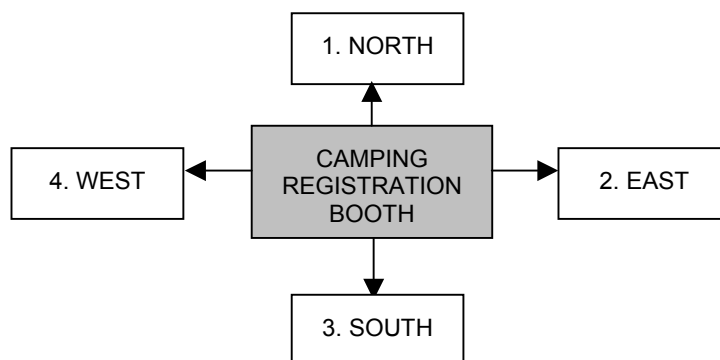 1. NORTH
4. WEST
CAMPING
REGISTRATION
BOOTH
2. EAST
3. SOUTH